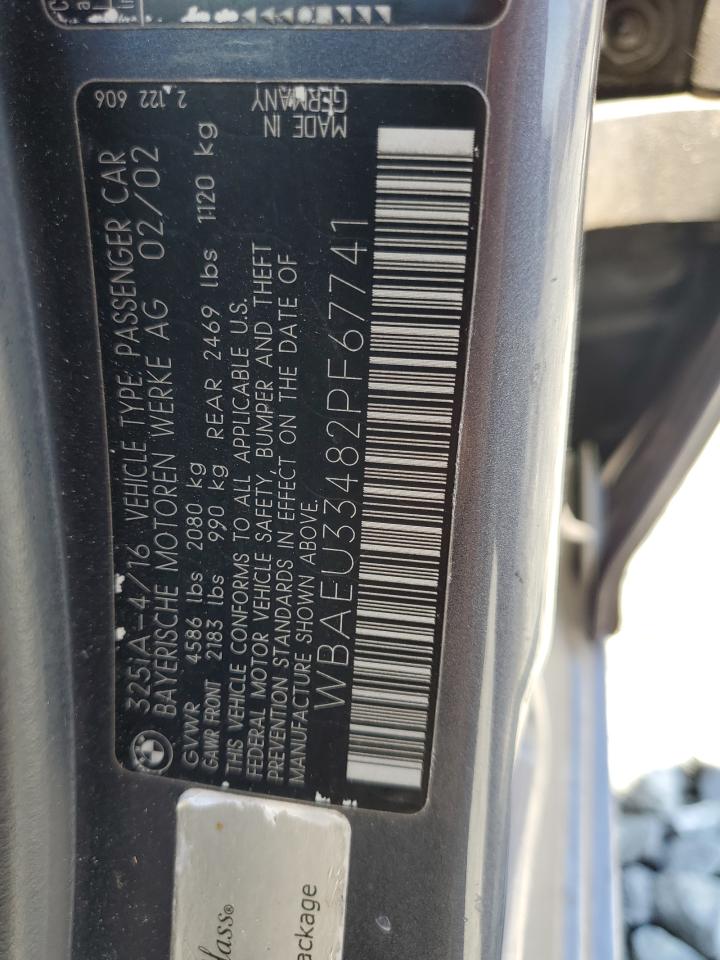 325iA-4/16 VEHICLE TYPE: PASSENGER CAR
BAYERISCHE MOTOREN WERKE AG 02/02
GVWR 4586 lbs 2080 kg
GAWR FRONT 2183 lbs 990 kg REAR 2469 lbs 1120 kg
THIS VEHICLE CONFORMS TO ALL APPLICABLE U.S.
FEDERAL MOTOR VEHICLE SAFETY, BUMPER AND THEFT
PREVENTION STANDARDS IN EFFECT ON THE DATE OF
MANUFACTURE SHOWN ABOVE.
WBAEU33482PF67741
2 122 606
MADE IN
GERMANY
ackage